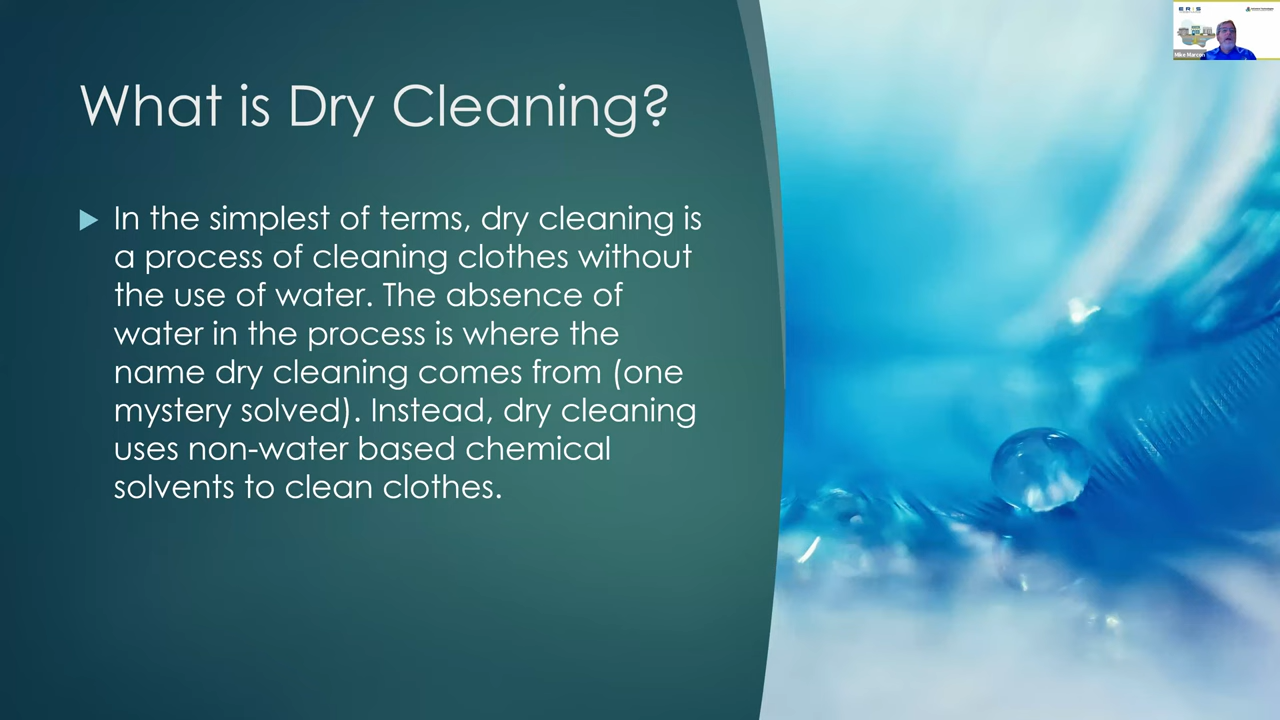 ERIS
What is Dry Cleaning?
In the simplest of terms, dry cleaning is
a process of cleaning clothes without
the use of water. The absence of
water in the process is where the
name dry cleaning comes from (one
mystery solved). Instead, dry cleaning
uses non-water based chemical
solvents to clean clothes.